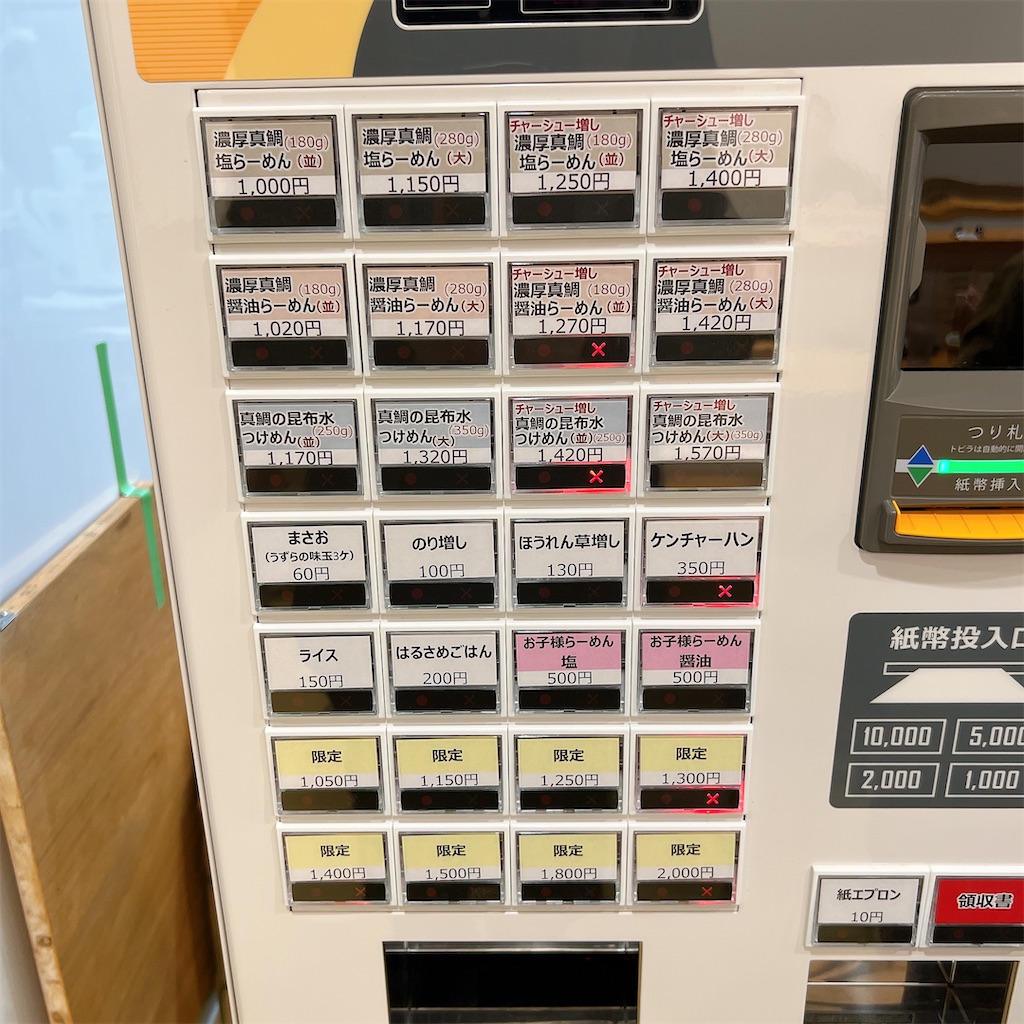 濃厚真鯛(180g)
塩らーめん(並)
1,000円
濃厚真鯛(280g)
塩らーめん(大)
1,150円
チャーシュー増し
濃厚真鯛(180g)
塩らーめん(並)
1,250円
チャーシュー増し
濃厚真鯛(280g)
塩らーめん(大)
1,400円
濃厚真鯛(180g)
醤油らーめん(並)
1,020円
濃厚真鯛(280g)
醤油らーめん(大)
1,170円
チャーシュー増し
濃厚真鯛(180g)
醤油らーめん(並)
1,270円
チャーシュー増し
濃厚真鯛(280g)
醤油らーめん(大)
1,420円
真鯛の昆布水
つけめん(並)(250g)
1,170円
真鯛の昆布水
つけめん(大)(350g)
1,320円
チャーシュー増し
真鯛の昆布水
つけめん(並)(250g)
1,420円
チャーシュー増し
真鯛の昆布水
つけめん(大)(350g)
1,570円
まさお
(うずらの味玉3ケ)
60円
のり増し
100円
ほうれん草増し
130円
ケンチャーハン
350円
ライス
150円
はるさめごはん
200円
お子様らーめん
塩
500円
お子様らーめん
醤油
500円
限定
1,050円
限定
1,150円
限定
1,250円
限定
1,300円
限定
1,400円
限定
1,500円
限定
1,800円
限定
2,000円
つり札
トビラは自動的に開
紙幣挿入
紙幣投入口
10,000
5,000
2,000
1,000
紙エプロン
10円
領収書